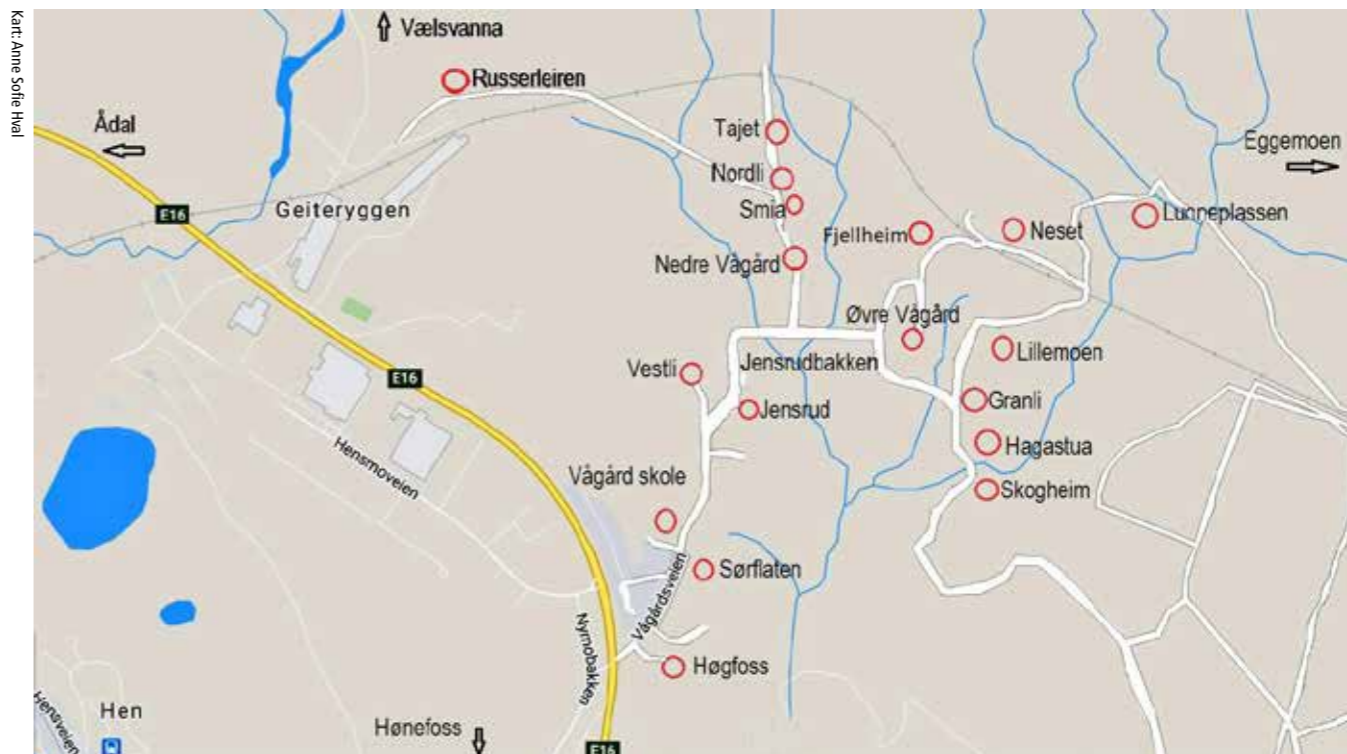 Kart: Anne Sofie Hval
Vælsvanna
Russerleiren
Ådal
Tajet
Eggemoen
Nordli
E16
Geiteryggen
Smia
Lunneplassen
Fjellheim
Neset
Nedre Vågård
Øvre Vågård
Lillemoen
Jensrudbakken
Vestli
E16
Granli
Jensrud
Hagastua
Hensmoveien
Vågård skole
Skogheim
Sørflaten
Vågårdsveien
Nymobakken
Høgfoss
Hensveien
Hen
Hønefoss
E16